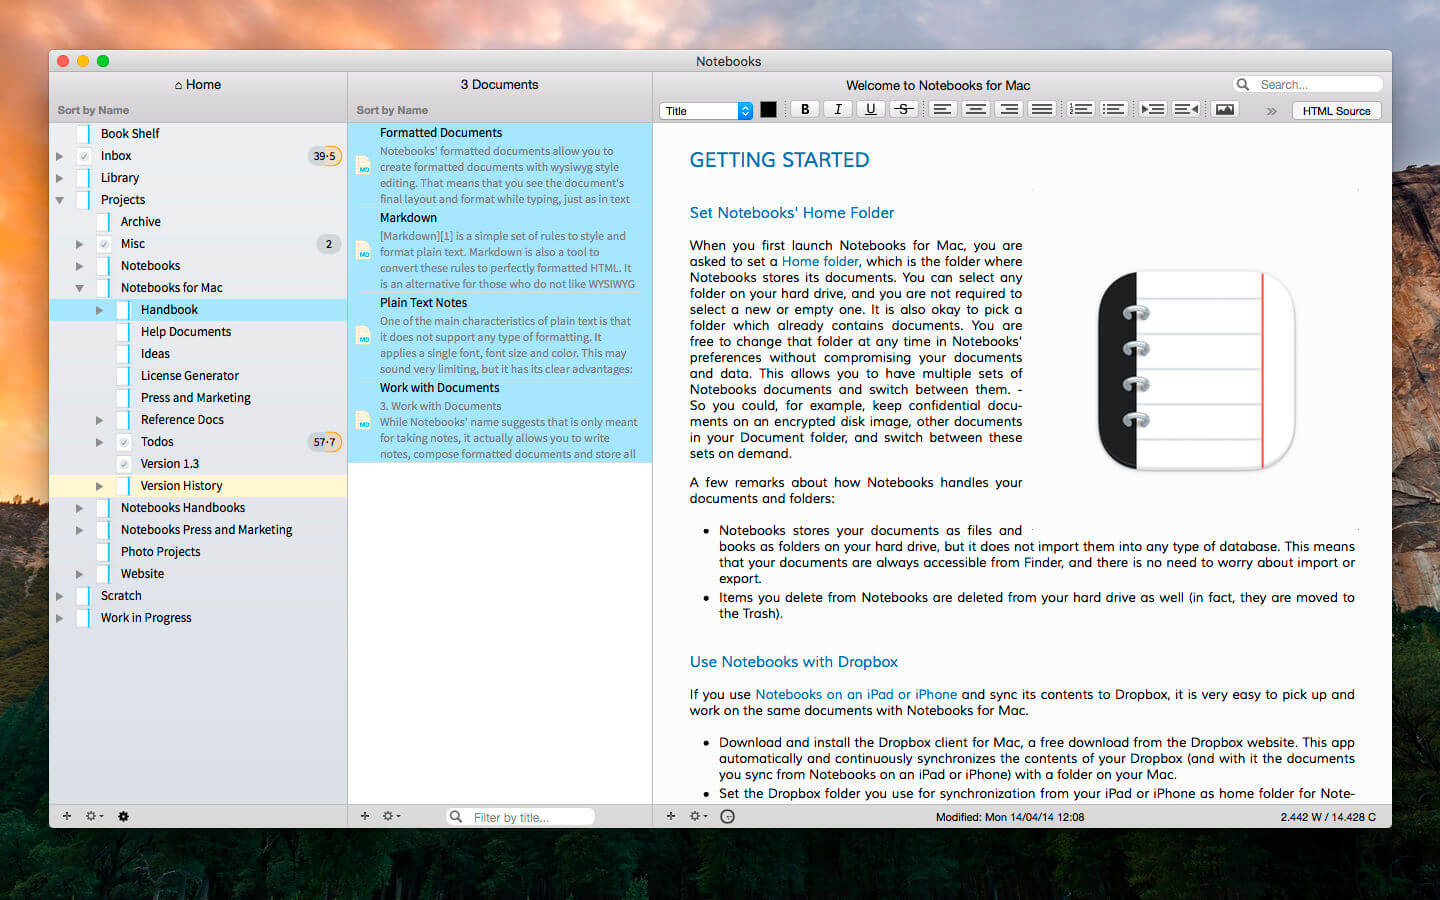 Notebooks
Home
Sort by Name
Book Shelf
Inbox 39·5
Library
Projects
Archive
Misc 2
Notebooks
Notebooks for Mac
Handbook
Help Documents
Ideas
License Generator
Press and Marketing
Reference Docs
Todos 57·7
Version 1.3
Version History
Notebooks Handbooks
Notebooks Press and Marketing
Photo Projects
Website
Scratch
Work in Progress
3 Documents
Sort by Name
Formatted Documents
Notebooks' formatted documents allow you to
create formatted documents with wysiwyg style
editing. That means that you see the document's
final layout and format while typing, just as in text
MD
Markdown
[Markdown][1] is a simple set of rules to style and
format plain text. Markdown is also a tool to
convert these rules to perfectly formatted HTML. It
is an alternative for those who do not like WYSIWYG
MD
Plain Text Notes
One of the main characteristics of plain text is that
it does not support any type of formatting. It
applies a single font, font size and color. This may
sound very limiting, but it has its clear advantages:
MD
Work with Documents
3. Work with Documents
While Notebooks' name suggests that is only meant
for taking notes, it actually allows you to write
notes, compose formatted documents and store all
MD
Filter by title...
Welcome to Notebooks for Mac
Search...
Title B I U S HTML Source
GETTING STARTED
Set Notebooks' Home Folder
When you first launch Notebooks for Mac, you are
asked to set a Home folder, which is the folder where
Notebooks stores its documents. You can select any
folder on your hard drive, and you are not required to
select a new or empty one. It is also okay to pick a
folder which already contains documents. You are
free to change that folder at any time in Notebooks'
preferences without compromising your documents
and data. This allows you to have multiple sets of
Notebooks documents and switch between them. -
So you could, for example, keep confidential docu-
ments on an encrypted disk image, other documents
in your Document folder, and switch between these
sets on demand.
A few remarks about how Notebooks handles your
documents and folders:
• Notebooks stores your documents as files and
books as folders on your hard drive, but it does not import them into any type of database. This means
that your documents are always accessible from Finder, and there is no need to worry about import or
export.
• Items you delete from Notebooks are deleted from your hard drive as well (in fact, they are moved to
the Trash).
Use Notebooks with Dropbox
If you use Notebooks on an iPad or iPhone and sync its contents to Dropbox, it is very easy to pick up and
work on the same documents with Notebooks for Mac.
• Download and install the Dropbox client for Mac, a free download from the Dropbox website. This app
automatically and continuously synchronizes the contents of your Dropbox (and with it the documents
you sync from Notebooks on an iPad or iPhone) with a folder on your Mac.
• Set the Dropbox folder you use for synchronization from your iPad or iPhone as home folder for Note-
Modified: Mon 14/04/14 12:08
2.442 W / 14.428 C